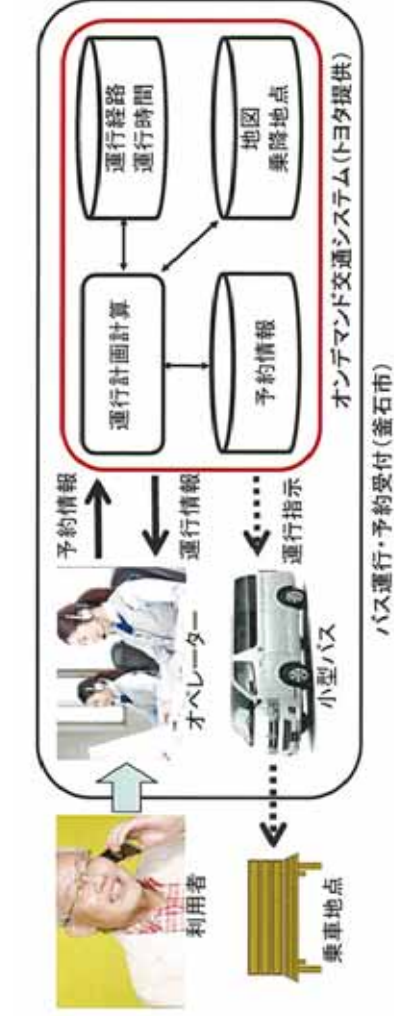 利用者
乗車地点
オペレーター
小型バス
予約情報
運行情報
運行指示
運行計画計算
運行経路
運行時間
予約情報
地図
乗降地点
オンデマンド交通システム(トヨタ提供)
バス運行・予約受付(釜石市)